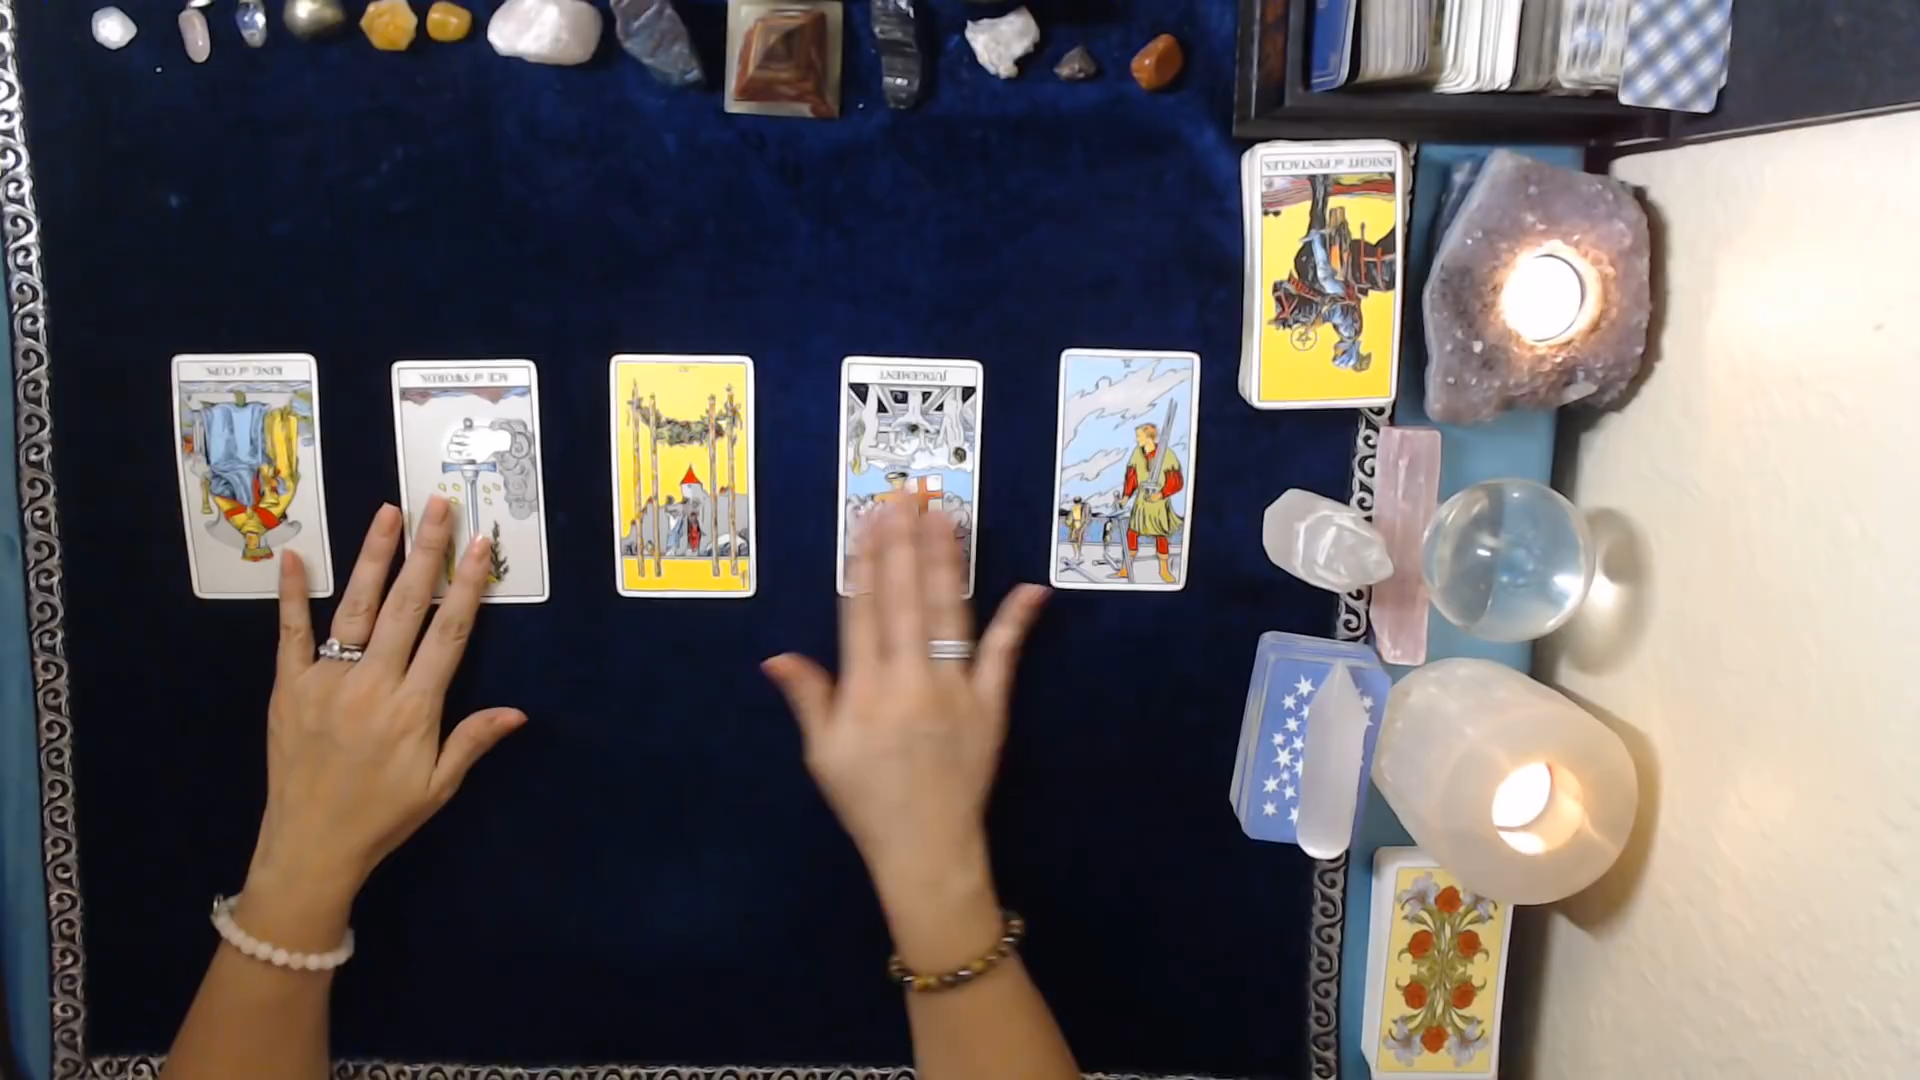 KNIGHT of PENTACLES.
KING of CUPS.
ACE of SWORDS.
JUDGEMENT.
V